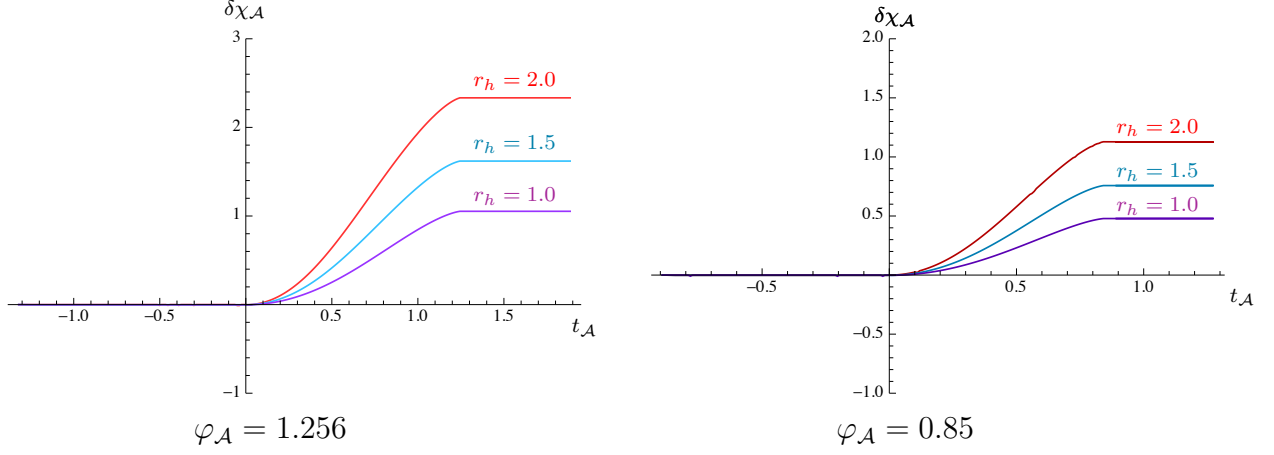 δχ𝒜
3
2
1
−1
−1.0 −0.5 0.5 1.0 1.5
t𝒜
r_h = 2.0
r_h = 1.5
r_h = 1.0
φ𝒜 = 1.256
δχ𝒜
2.0
1.5
1.0
0.5
−0.5
−1.0
−0.5 0.5 1.0
t𝒜
r_h = 2.0
r_h = 1.5
r_h = 1.0
φ𝒜 = 0.85